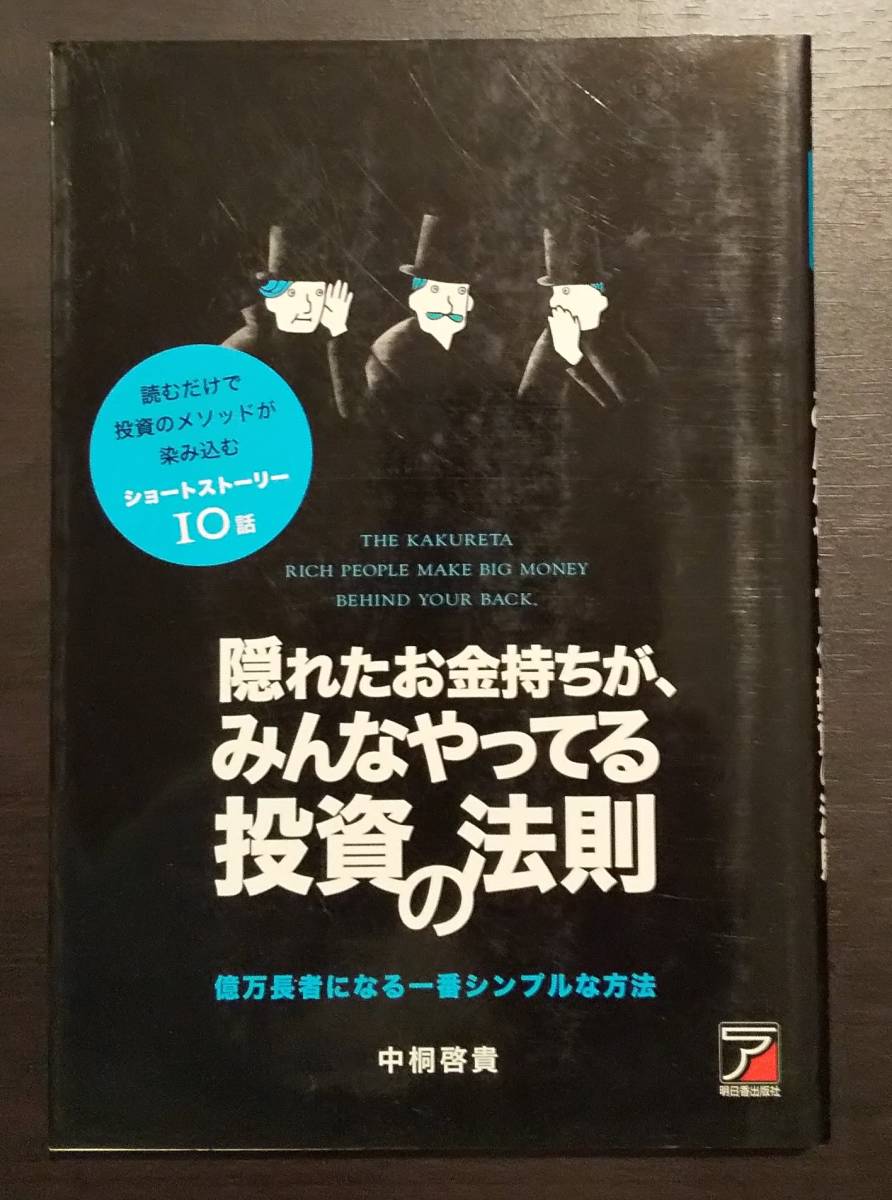 読むだけで
投資のメソッドが
染み込む
ショートストーリー
10話
THE KAKURETA
RICH PEOPLE MAKE BIG MONEY
BEHIND YOUR BACK.
隠れたお金持ちが、
みんなやってる
投資の法則
億万長者になる一番シンプルな方法
中桐啓貴
ア
明日香出版社